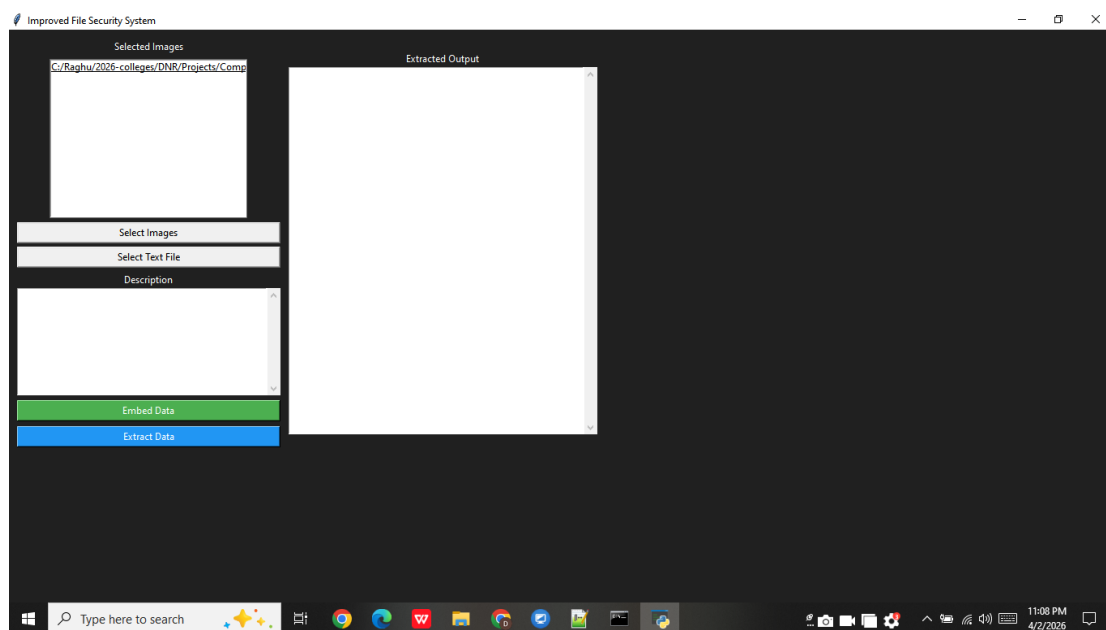 Improved File Security System
Selected Images
C:/Raghu/2026-colleges/DNR/Projects/Comp
Select Images
Select Text File
Description
Embed Data
Extract Data
Extracted Output
Type here to search
11:08 PM
4/2/2026